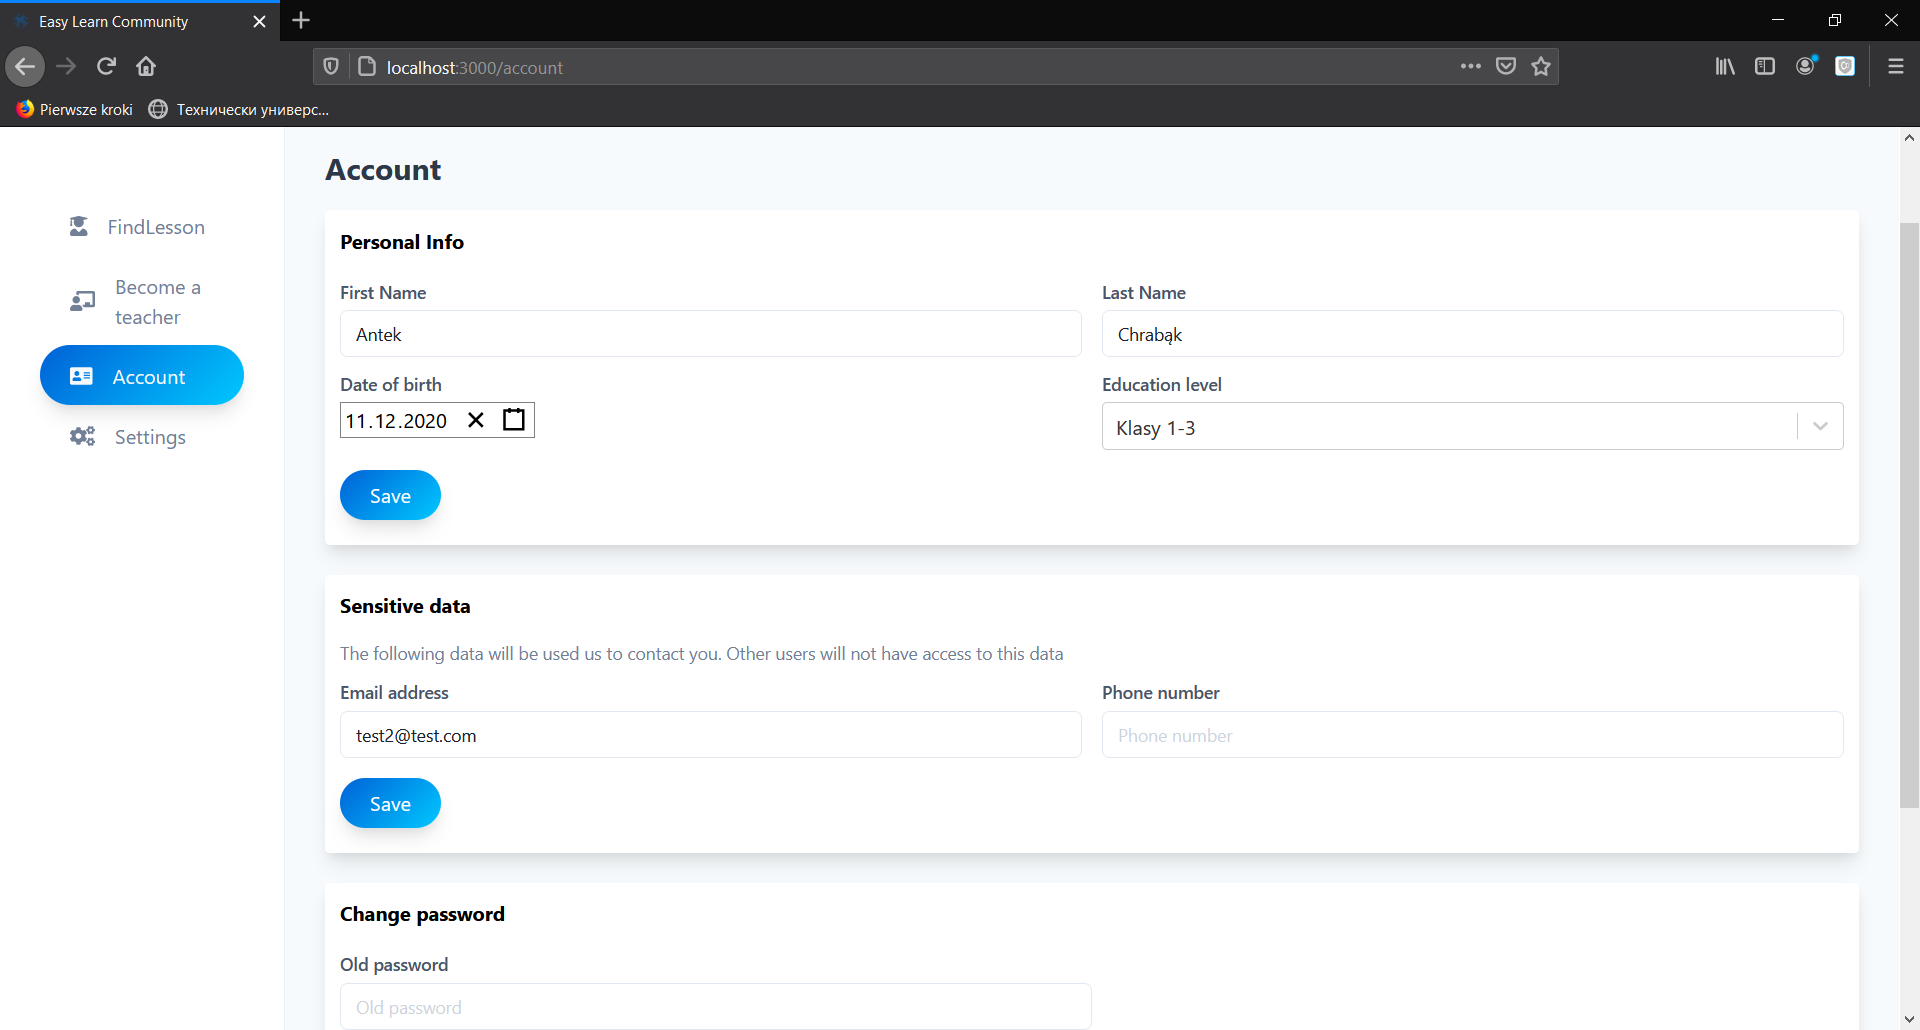 Easy Learn Community
localhost:3000/account
Pierwsze kroki
Технически универс...
FindLesson
Become a
teacher
Account
Settings
Account
Personal Info
First Name
Last Name
Antek
Chrabąk
Date of birth
Education level
11.12.2020
Klasy 1-3
Save
Sensitive data
The following data will be used us to contact you. Other users will not have access to this data
Email address
Phone number
test2@test.com
Phone number
Save
Change password
Old password
Old password